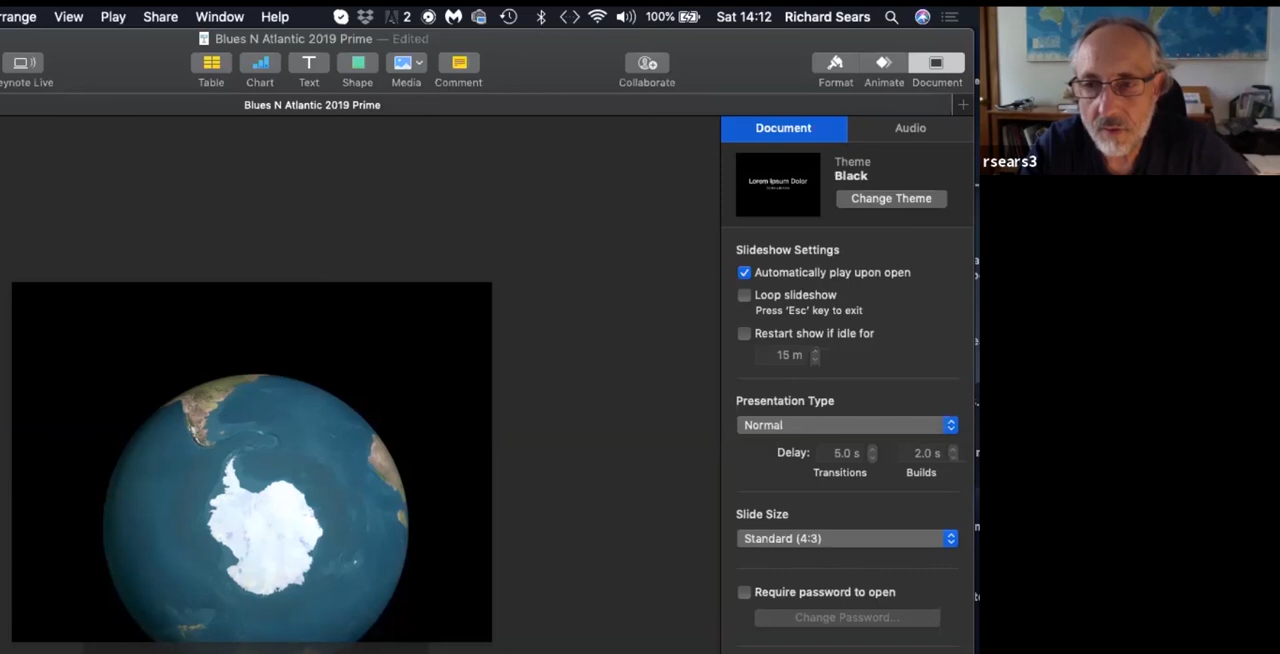 range View Play Share Window Help 2 100% Sat 14:12 Richard Sears
Blues N Atlantic 2019 Prime — Edited
eynote Live Table Chart Text Shape Media Comment Collaborate Format Animate Document
Blues N Atlantic 2019 Prime
Document Audio
Lorem Ipsum Dolor
Theme
Black
Change Theme
Slideshow Settings
Automatically play upon open
Loop slideshow
Press 'Esc' key to exit
Restart show if idle for
15 m
Presentation Type
Normal
Delay: 5.0 s 2.0 s
Transitions Builds
Slide Size
Standard (4:3)
Require password to open
Change Password...
rsears3